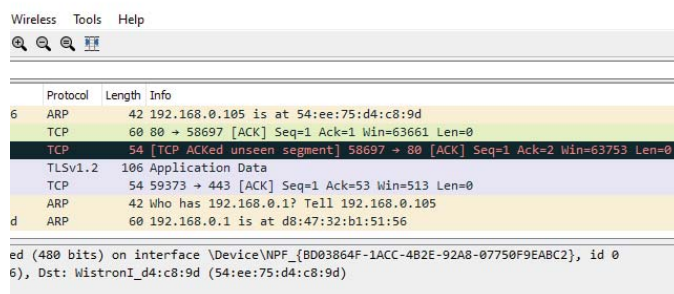 Wireless Tools Help
Protocol Length Info
6 ARP 42 192.168.0.105 is at 54:ee:75:d4:c8:9d
TCP 60 80 → 58697 [ACK] Seq=1 Ack=1 Win=63661 Len=0
TCP 54 [TCP ACKed unseen segment] 58697 → 80 [ACK] Seq=1 Ack=2 Win=63753 Len=0
TLSv1.2 106 Application Data
TCP 54 59373 → 443 [ACK] Seq=1 Ack=53 Win=513 Len=0
ARP 42 Who has 192.168.0.1? Tell 192.168.0.105
d ARP 60 192.168.0.1 is at d8:47:32:b1:51:56
ed (480 bits) on interface \Device\NPF_{BD03864F-1ACC-4B2E-92A8-07750F9EABC2}, id 0
6), Dst: WistronI_d4:c8:9d (54:ee:75:d4:c8:9d)